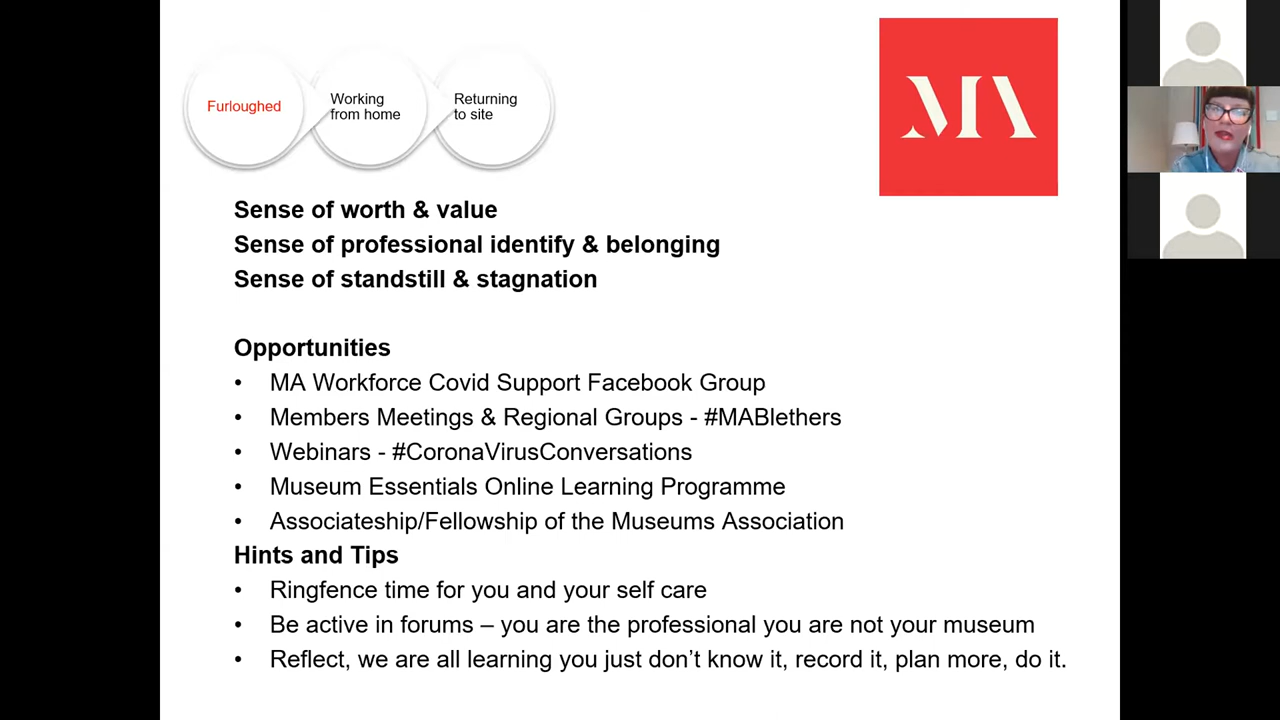 Furloughed
Working
from home
Returning
to site
MA
Sense of worth & value
Sense of professional identify & belonging
Sense of standstill & stagnation
Opportunities
• MA Workforce Covid Support Facebook Group
• Members Meetings & Regional Groups - #MABlethers
• Webinars - #CoronaVirusConversations
• Museum Essentials Online Learning Programme
• Associateship/Fellowship of the Museums Association
Hints and Tips
• Ringfence time for you and your self care
• Be active in forums – you are the professional you are not your museum
• Reflect, we are all learning you just don’t know it, record it, plan more, do it.